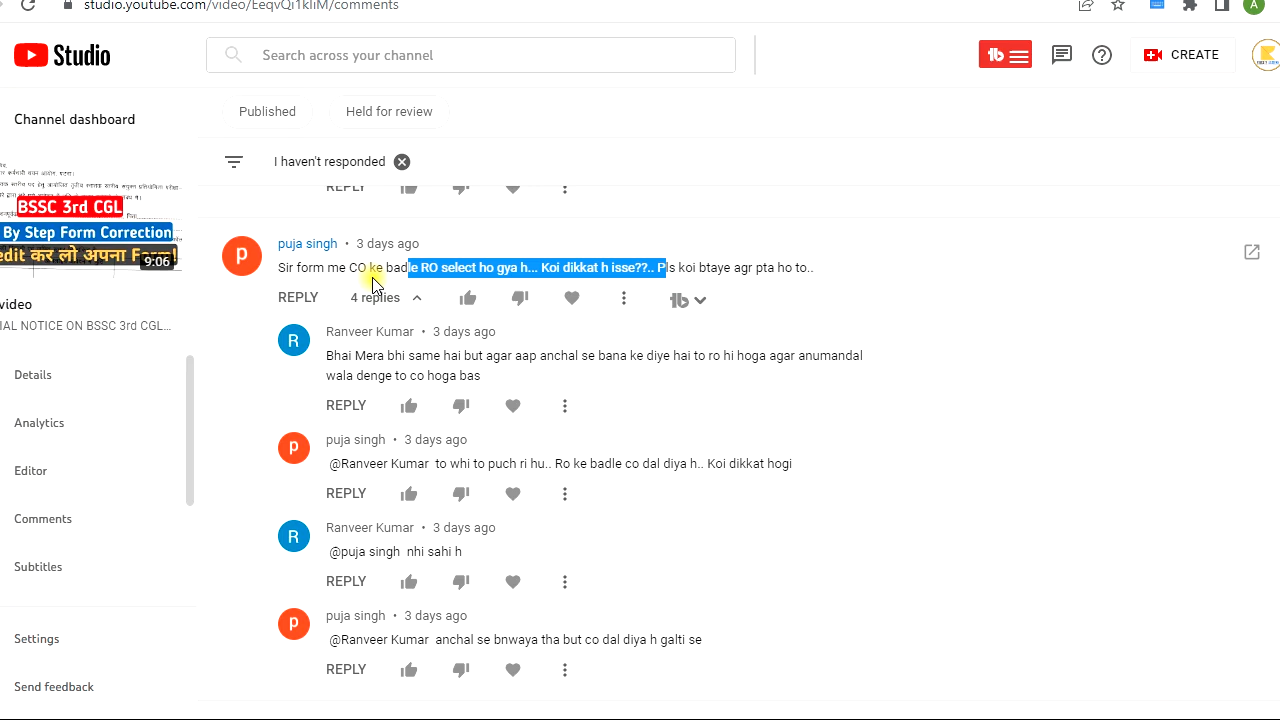 studio.youtube.com/video/EeqvQi1kIiM/comments
A
Studio
Search across your channel
CREATE
Channel dashboard
Published
Held for review
I haven't responded
BSSC 3rd CGL
By Step Form Correction
edit कर लो अपना Form!
9:06
video
IAL NOTICE ON BSSC 3rd CGL...
Details
Analytics
Editor
Comments
Subtitles
Settings
Send feedback
REPLY
P
puja singh • 3 days ago
Sir form me CO ke badle RO select ho gya h... Koi dikkat h isse??.. Pls koi btaye agr pta ho to..
REPLY 4 replies
R
Ranveer Kumar • 3 days ago
Bhai Mera bhi same hai but agar aap anchal se bana ke diye hai to ro hi hoga agar anumandal
wala denge to co hoga bas
REPLY
P
puja singh • 3 days ago
@Ranveer Kumar to whi to puch ri hu.. Ro ke badle co dal diya h.. Koi dikkat hogi
REPLY
R
Ranveer Kumar • 3 days ago
@puja singh nhi sahi h
REPLY
P
puja singh • 3 days ago
@Ranveer Kumar anchal se bnwaya tha but co dal diya h galti se
REPLY